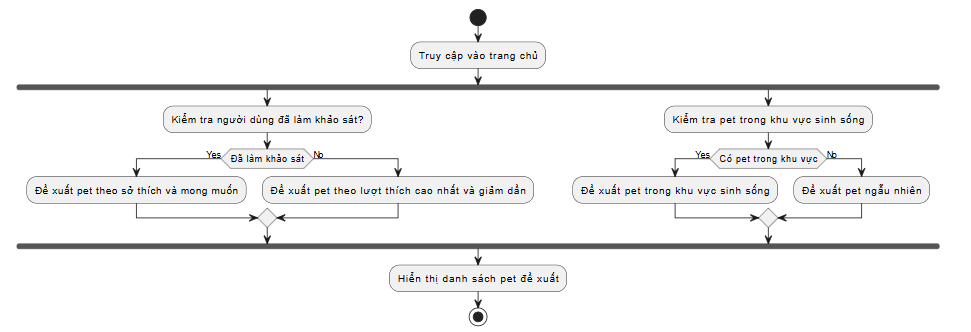 Truy cập vào trang chủ
Kiểm tra người dùng đã làm khảo sát?
Yes
Đã làm khảo sát
No
Đề xuất pet theo sở thích và mong muốn
Đề xuất pet theo lượt thích cao nhất và giảm dần
Kiểm tra pet trong khu vực sinh sống
Yes
Có pet trong khu vực
No
Đề xuất pet trong khu vực sinh sống
Đề xuất pet ngẫu nhiên
Hiển thị danh sách pet đề xuất